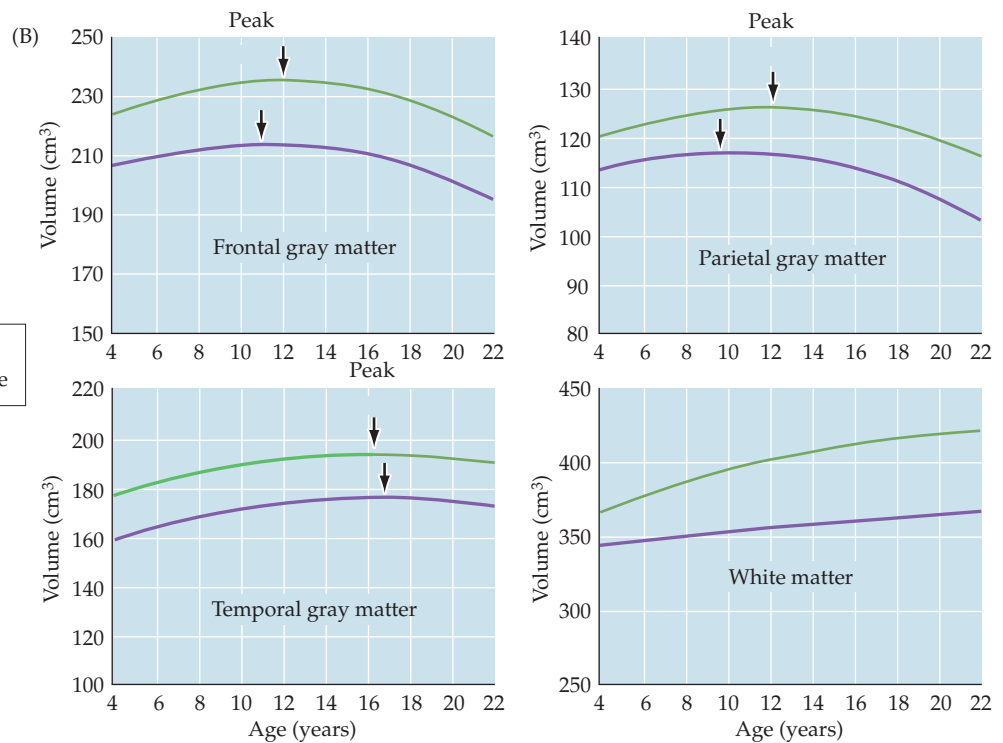 (B)
Peak
250
230
210
190
170
150
Volume (cm³)
Frontal gray matter
4 6 8 10 12 14 16 18 20 22
Peak
140
130
120
110
100
90
80
Volume (cm³)
Parietal gray matter
4 6 8 10 12 14 16 18 20 22
e
Peak
220
200
180
160
140
120
100
Volume (cm³)
Temporal gray matter
4 6 8 10 12 14 16 18 20 22
Age (years)
450
400
350
300
250
Volume (cm³)
White matter
4 6 8 10 12 14 16 18 20 22
Age (years)